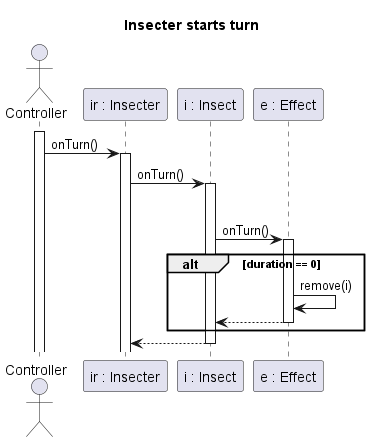 Insecter starts turn
Controller
ir : Insecter
i : Insect
e : Effect
onTurn()
onTurn()
onTurn()
alt
[duration == 0]
remove(i)
Controller
ir : Insecter
i : Insect
e : Effect